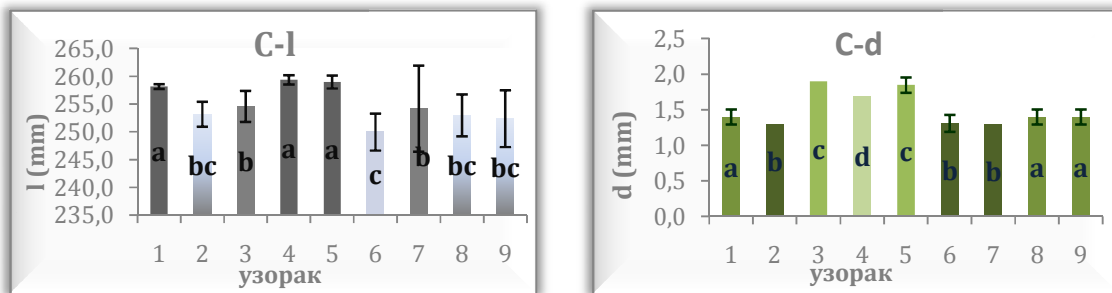 C-l
l (mm)
265,0
260,0
255,0
250,0
245,0
240,0
235,0
a bc b a a c b bc bc
1 2 3 4 5 6 7 8 9
узорак
C-d
d (mm)
2,5
2,0
1,5
1,0
0,5
0,0
a b c d c b b a a
1 2 3 4 5 6 7 8 9
узорак